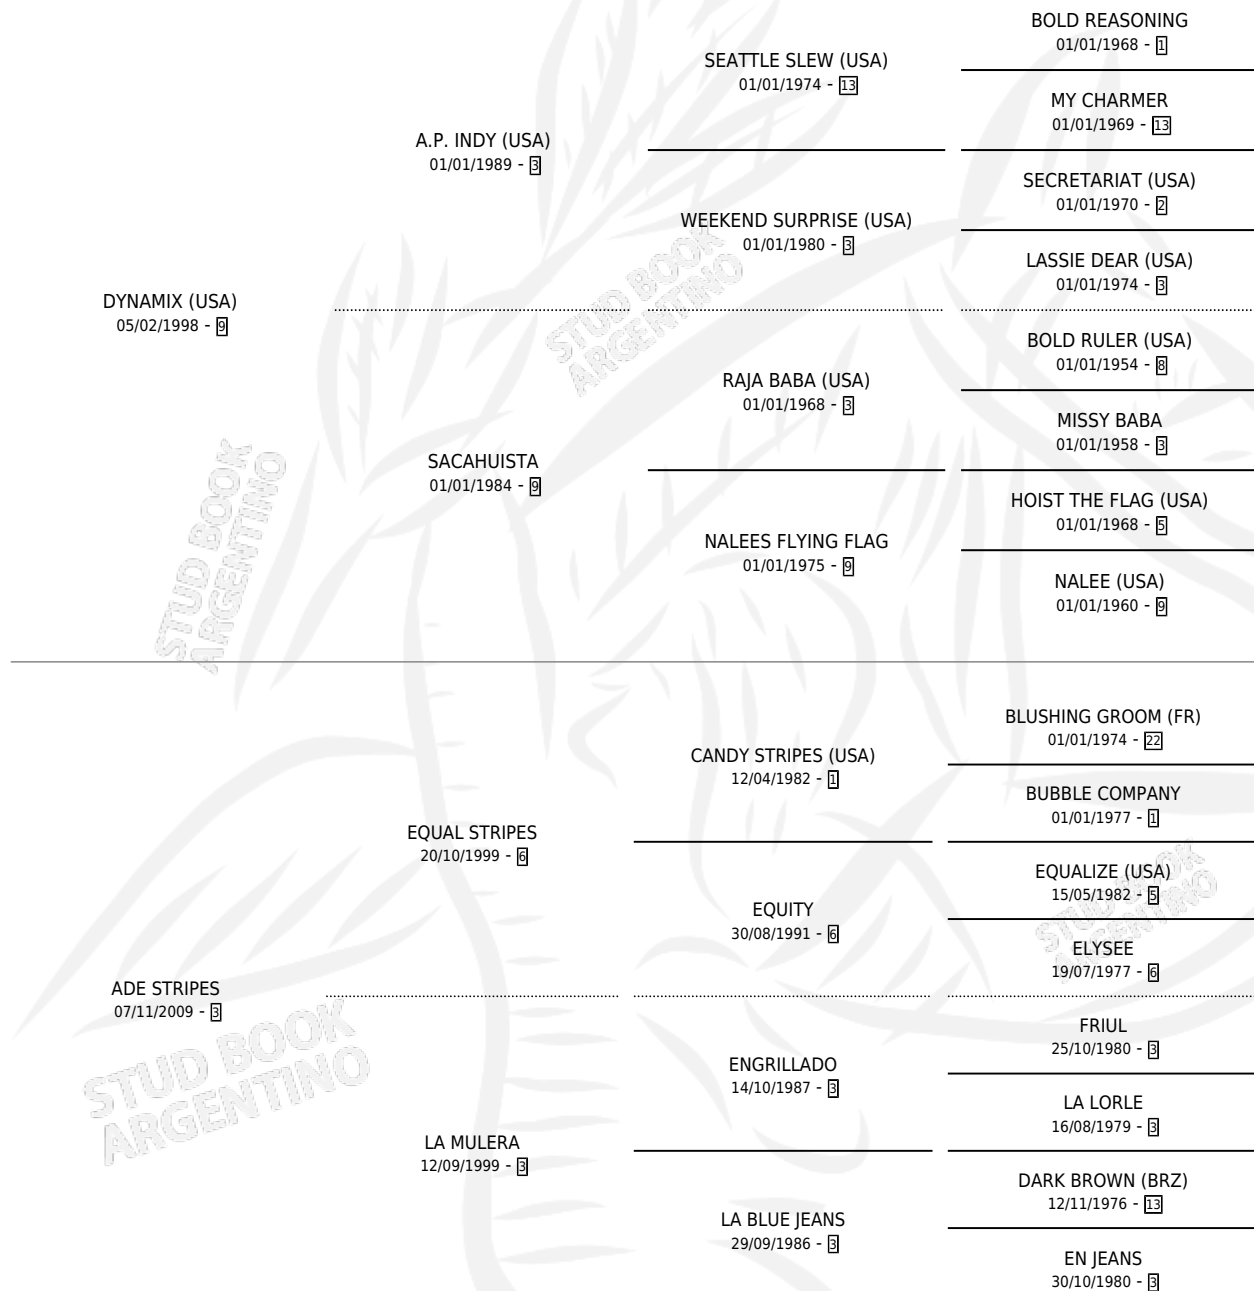 BOLD REASONING
01/01/1968 - 1
SEATTLE SLEW (USA)
01/01/1974 - 13
MY CHARMER
01/01/1969 - 13
A.P. INDY (USA)
01/01/1989 - 3
SECRETARIAT (USA)
01/01/1970 - 2
WEEKEND SURPRISE (USA)
01/01/1980 - 3
LASSIE DEAR (USA)
01/01/1974 - 3
DYNAMIX (USA)
05/02/1998 - 9
BOLD RULER (USA)
01/01/1954 - 8
RAJA BABA (USA)
01/01/1968 - 3
MISSY BABA
01/01/1958 - 3
SACAHUISTA
01/01/1984 - 9
HOIST THE FLAG (USA)
01/01/1968 - 5
NALEES FLYING FLAG
01/01/1975 - 9
NALEE (USA)
01/01/1960 - 9
BLUSHING GROOM (FR)
01/01/1974 - 22
CANDY STRIPES (USA)
12/04/1982 - 1
BUBBLE COMPANY
01/01/1977 - 1
EQUAL STRIPES
20/10/1999 - 6
EQUALIZE (USA)
15/05/1982 - 5
EQUITY
30/08/1991 - 6
ELYSEE
19/07/1977 - 6
ADE STRIPES
07/11/2009 - 3
FRIUL
25/10/1980 - 3
ENGRILLADO
14/10/1987 - 3
LA LORLE
16/08/1979 - 3
LA MULERA
12/09/1999 - 3
DARK BROWN (BRZ)
12/11/1976 - 13
LA BLUE JEANS
29/09/1986 - 3
EN JEANS
30/10/1980 - 3
STUD BOOK
ARGENTINO
STUD BOOK
ARGENTINO
STUD BOOK
ARGENTINO
STUD BOOK
ARGENTINO